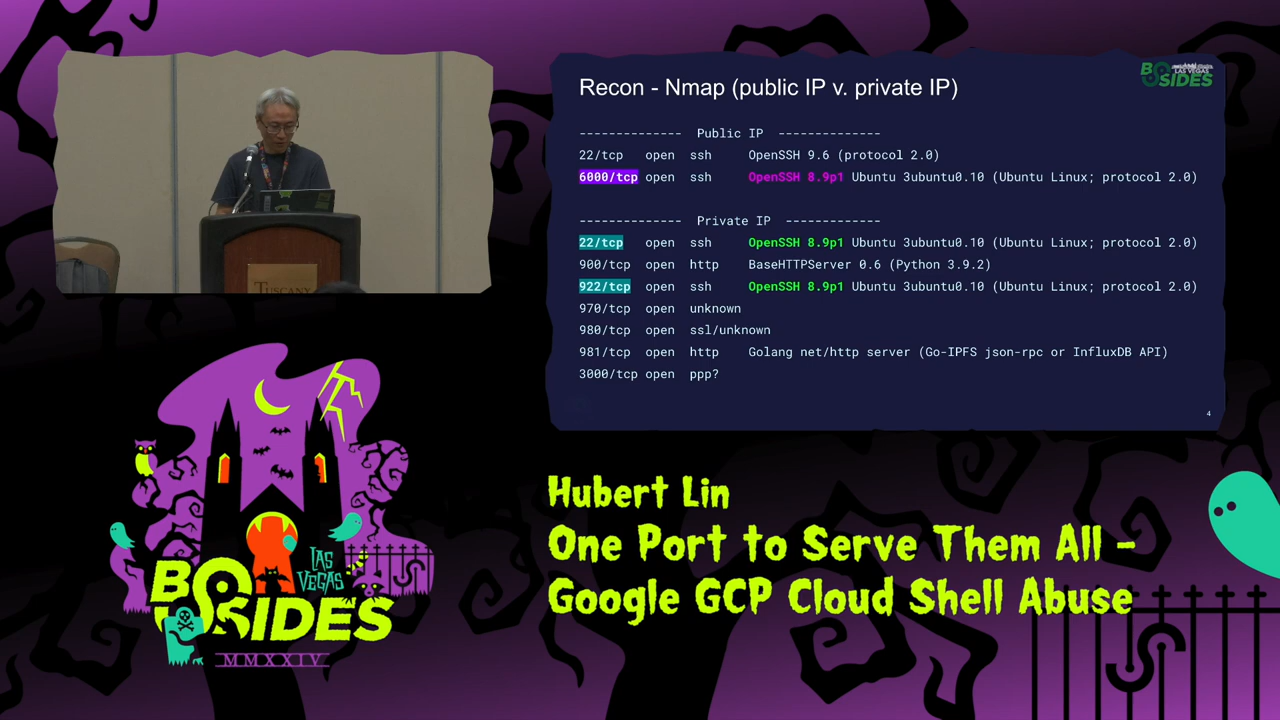 Recon - Nmap (public IP v. private IP)
BSIDES
LAS VEGAS
-------------- Public IP --------------
22/tcp open ssh OpenSSH 9.6 (protocol 2.0)
6000/tcp open ssh OpenSSH 8.9p1 Ubuntu 3ubuntu0.10 (Ubuntu Linux; protocol 2.0)
-------------- Private IP --------------
22/tcp open ssh OpenSSH 8.9p1 Ubuntu 3ubuntu0.10 (Ubuntu Linux; protocol 2.0)
900/tcp open http BaseHTTPServer 0.6 (Python 3.9.2)
922/tcp open ssh OpenSSH 8.9p1 Ubuntu 3ubuntu0.10 (Ubuntu Linux; protocol 2.0)
970/tcp open unknown
980/tcp open ssl/unknown
981/tcp open http Golang net/http server (Go-IPFS json-rpc or InfluxDB API)
3000/tcp open ppp?
4
TUSCANY
LAS
VEGAS
BSIDES
MMXXIV
Hubert Lin
One Port to Serve Them All -
Google GCP Cloud Shell Abuse